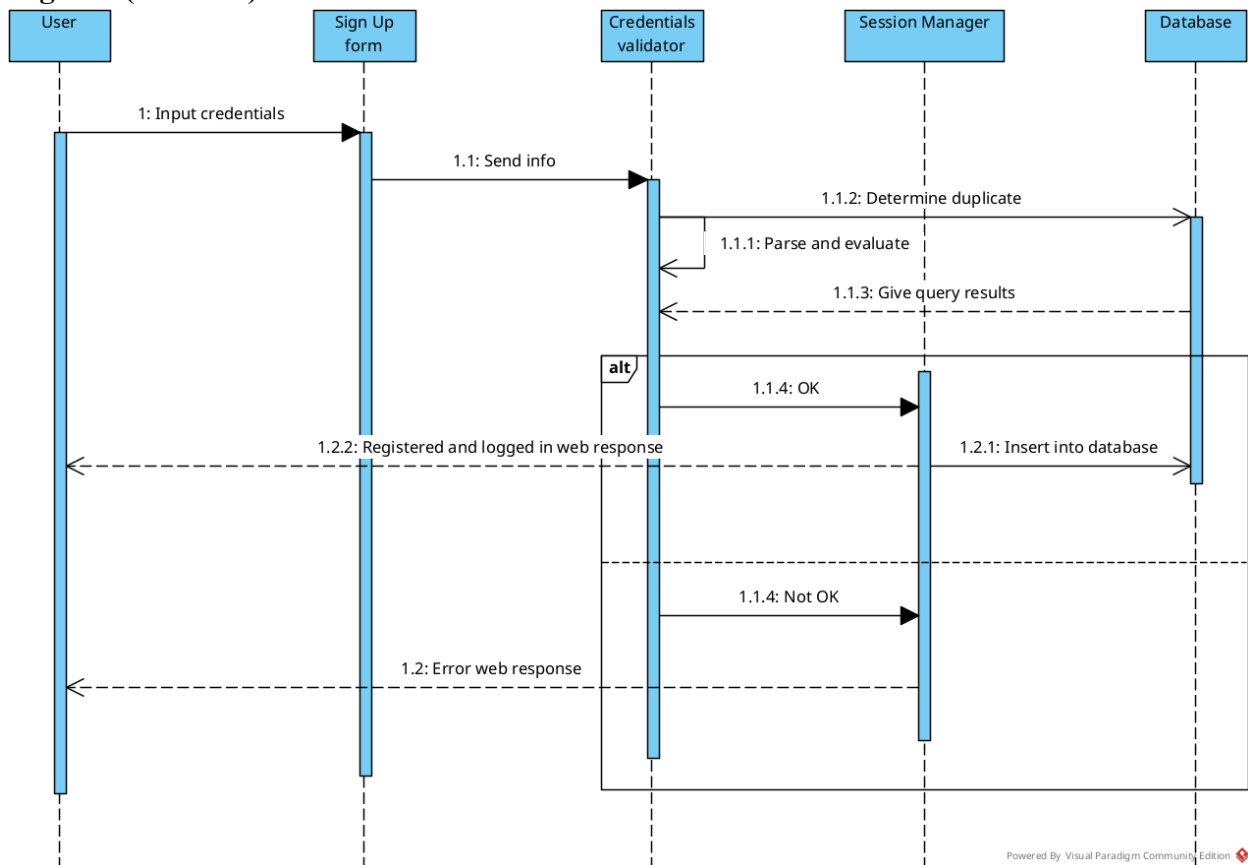 User
Sign Up
form
Credentials
validator
Session Manager
Database
1: Input credentials
1.1: Send info
1.1.2: Determine duplicate
1.1.1: Parse and evaluate
1.1.3: Give query results
alt
1.1.4: OK
1.2.2: Registered and logged in web response
1.2.1: Insert into database
1.1.4: Not OK
1.2: Error web response
Powered By Visual Paradigm Community Edition